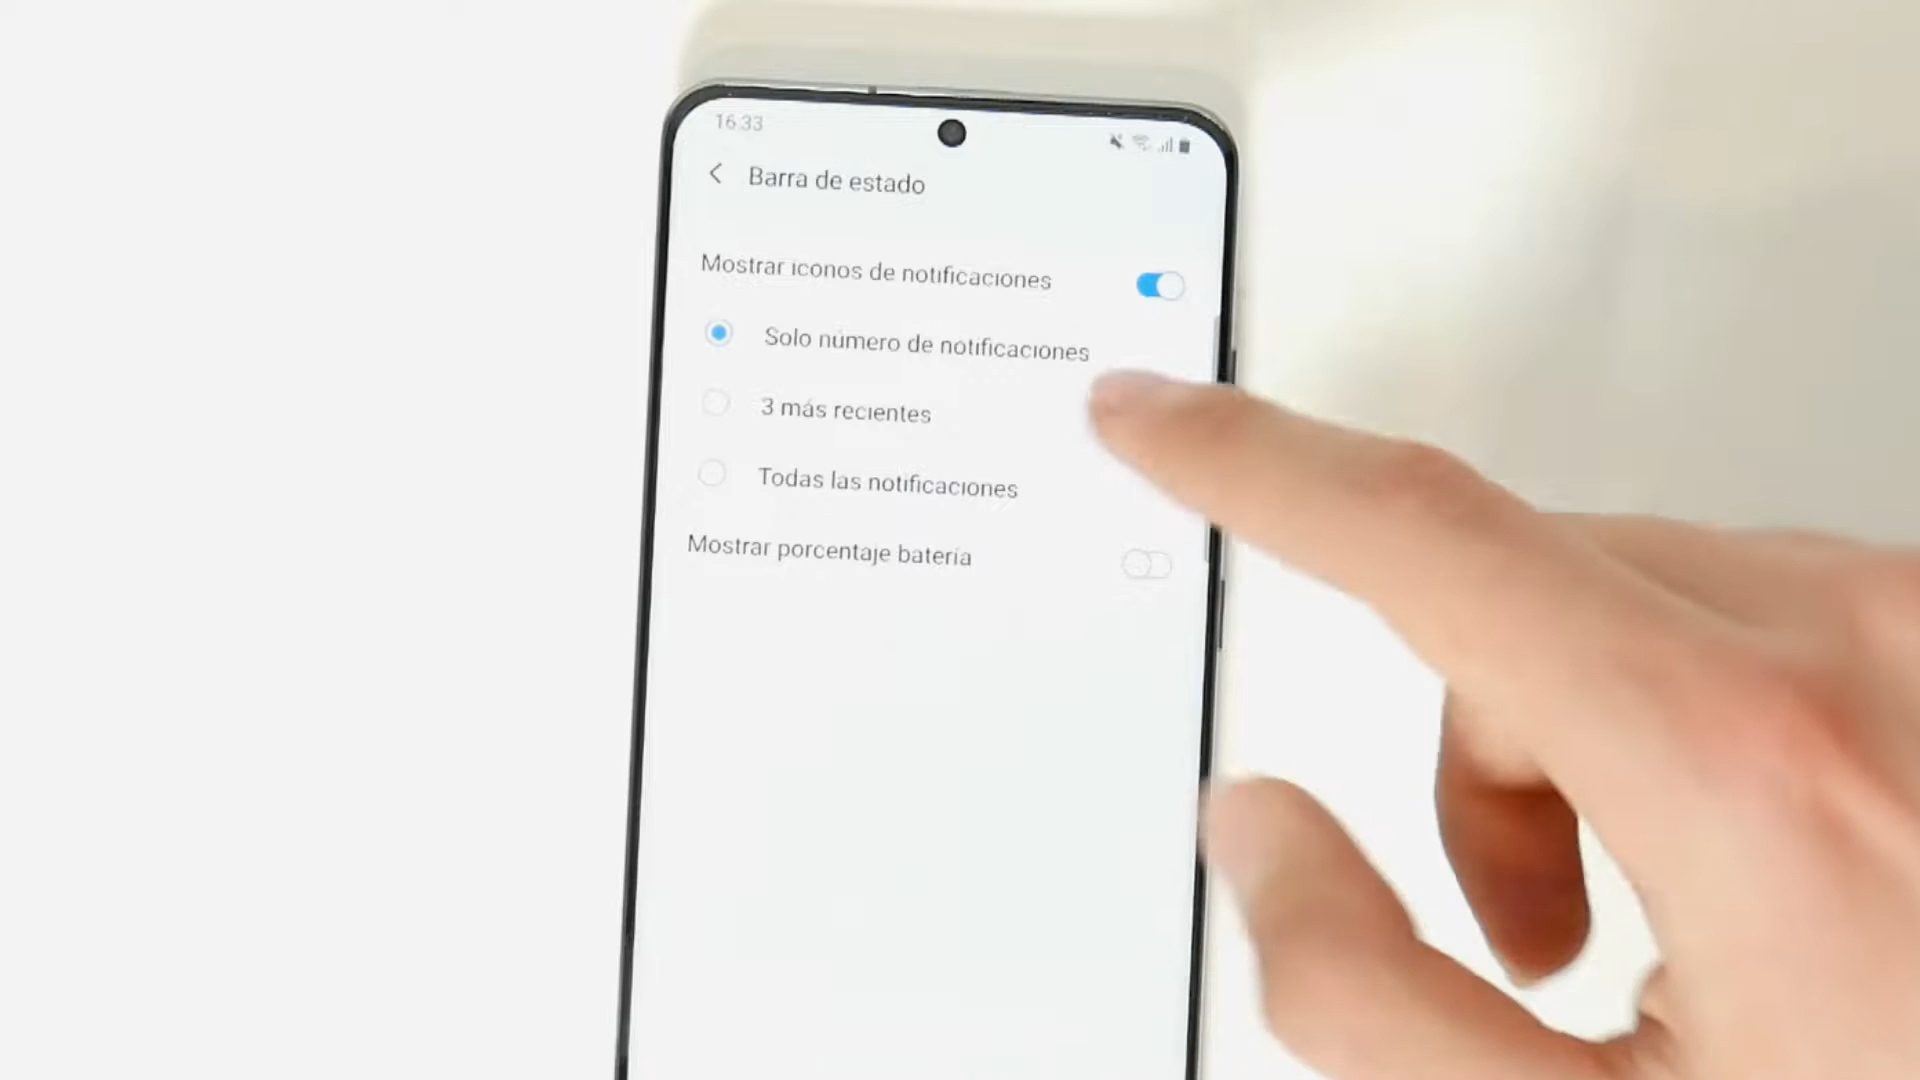 16:33
Barra de estado
Mostrar iconos de notificaciones
Solo número de notificaciones
3 más recientes
Todas las notificaciones
Mostrar porcentaje batería